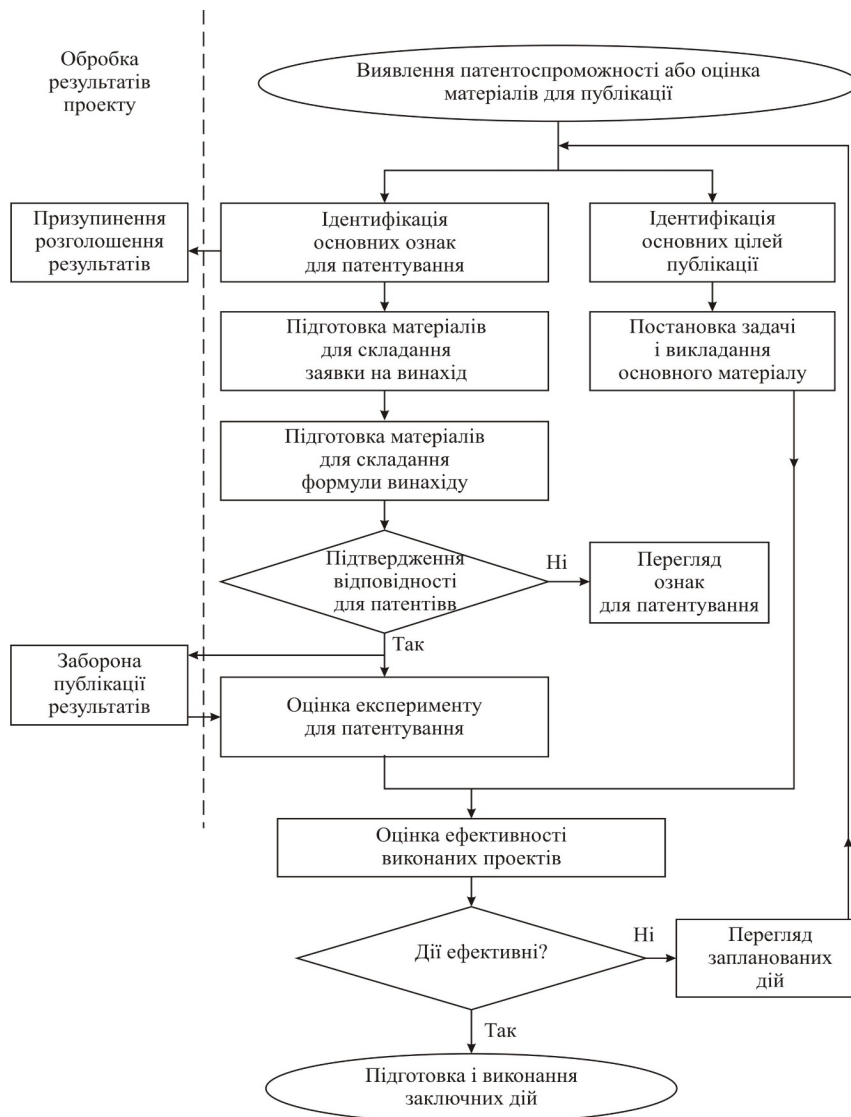 Обробка
результатів
проекту
Виявлення патентоспроможності або оцінка
матеріалів для публікації
Призупинення
розголошення
результатів
Ідентифікація
основних ознак
для патентування
Ідентифікація
основних цілей
публікації
Підготовка матеріалів
для складання
заявки на винахід
Постановка задачі
і викладання
основного матеріалу
Підготовка матеріалів
для складання
формули винахіду
Підтвердження
відповідності
для патентівв
Ні
Перегляд
ознак
для патентування
Так
Заборона
публікації
результатів
Оцінка експерименту
для патентування
Оцінка ефективності
виконаних проектів
Дії ефективні?
Ні
Перегляд
запланованих
дій
Так
Підготовка і виконання
заключних дій